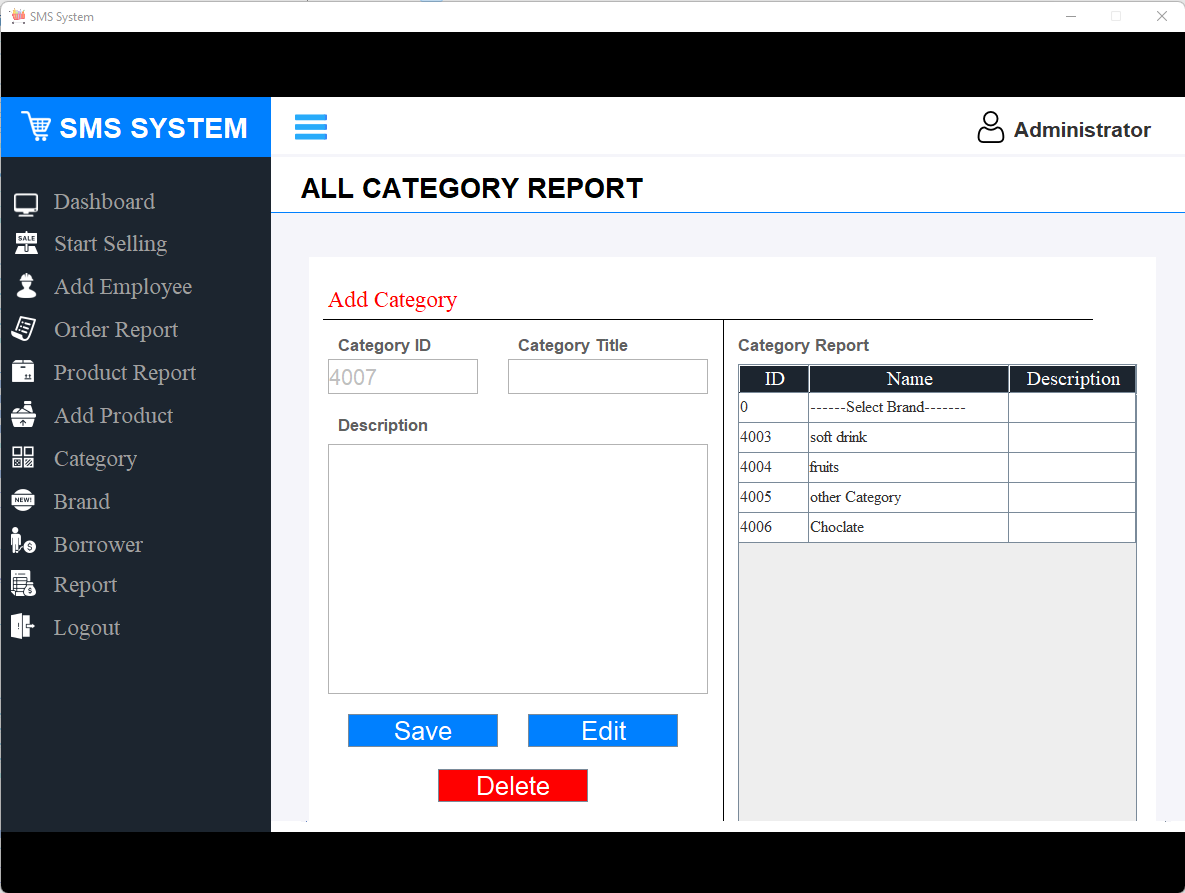 SMS System
SMS SYSTEM
Administrator
ALL CATEGORY REPORT
Dashboard
SALE
Start Selling
Add Employee
Order Report
Product Report
Add Product
Category
NEW!
Brand
Borrower
Report
Logout
Add Category
Category ID Category Title
4007
Description
Save Edit
Delete
Category Report
ID Name Description
0 ------Select Brand-------
4003 soft drink
4004 fruits
4005 other Category
4006 Choclate